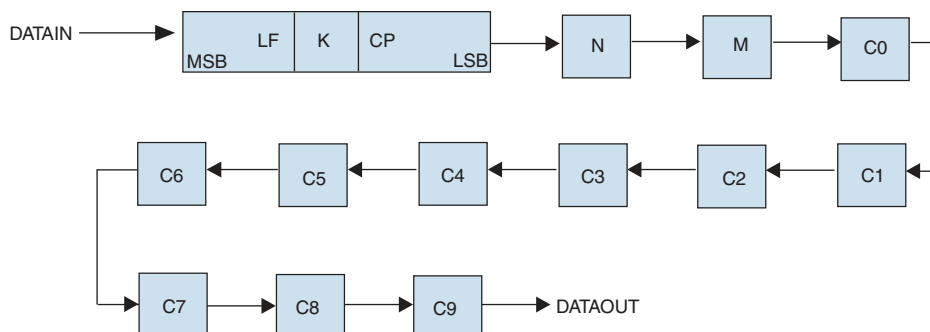 DATAIN
LF K CP
MSB LSB
N M C0
C6 C5 C4 C3 C2 C1
C7 C8 C9 DATAOUT